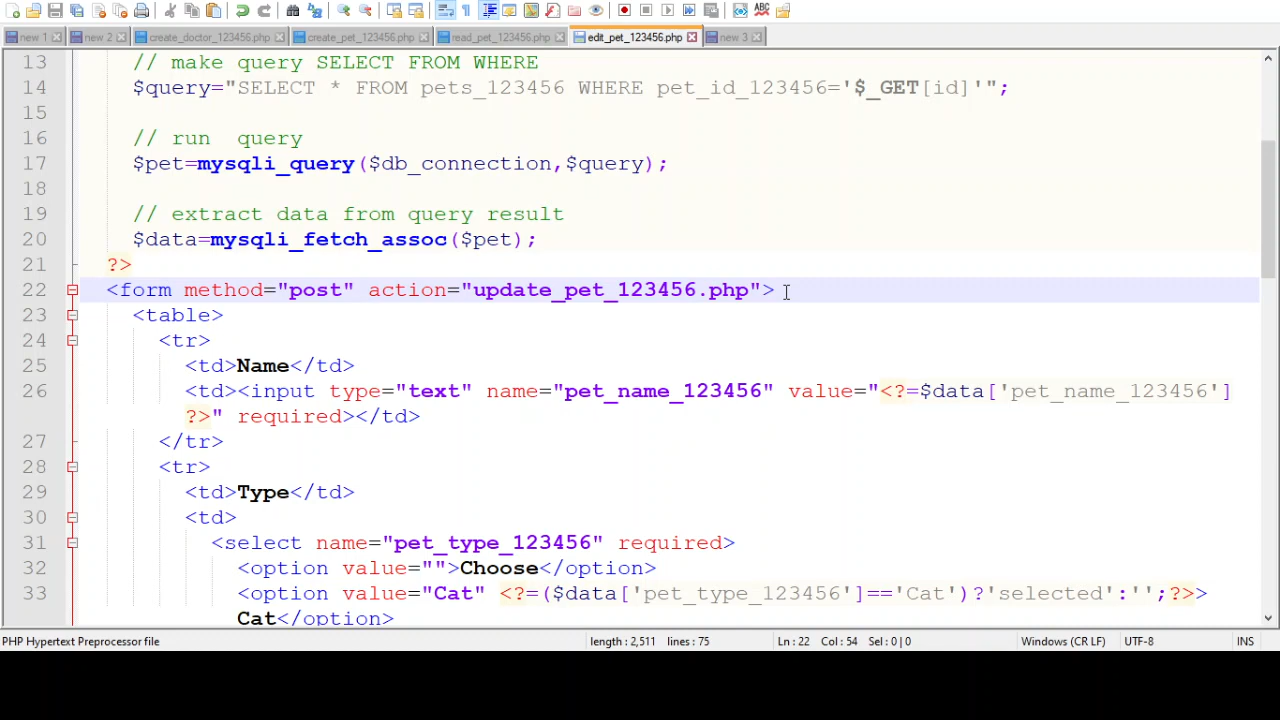 new 1 new 2 create_doctor_123456.php create_pet_123456.php read_pet_123456.php edit_pet_123456.php new 3
13 // make query SELECT FROM WHERE
14 $query="SELECT * FROM pets_123456 WHERE pet_id_123456='$_GET[id]'";
15
16 // run  query
17 $pet=mysqli_query($db_connection,$query);
18
19 // extract data from query result
20 $data=mysqli_fetch_assoc($pet);
21 ?>
22 <form method="post" action="update_pet_123456.php">
23 <table>
24 <tr>
25 <td>Name</td>
26 <td><input type="text" name="pet_name_123456" value="<?=$data['pet_name_123456']
?>" required></td>
27 </tr>
28 <tr>
29 <td>Type</td>
30 <td>
31 <select name="pet_type_123456" required>
32 <option value="">Choose</option>
33 <option value="Cat" <?=($data['pet_type_123456']=='Cat')?'selected':'';?>>
Cat</option>
PHP Hypertext Preprocessor file length : 2,511 lines : 75 Ln : 22 Col : 54 Sel : 0 | 0 Windows (CR LF) UTF-8 INS